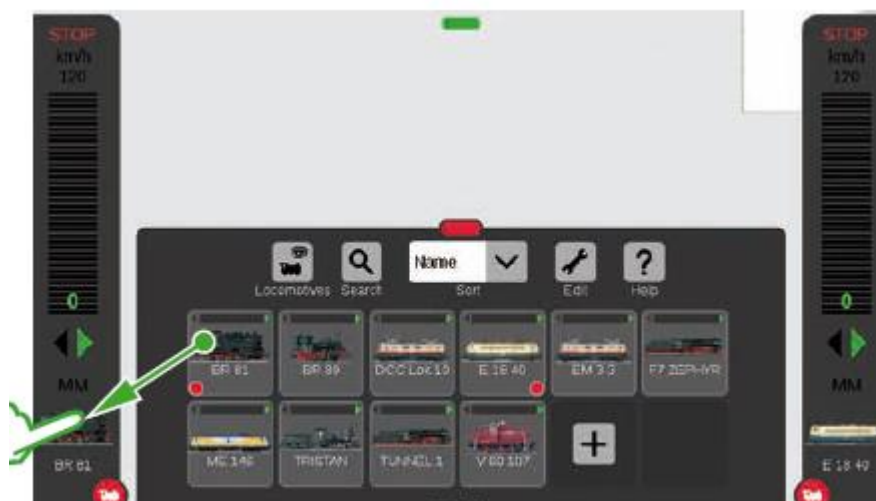 STOP
km/h
120
0
MM
BR 81
Name
Locomotives Search Sort Edit Help
BR 81 BR 89 DCC Lok 10 E 18 40 EM 3.3 F7 ZEPHYR
ME 146 TRISTAN TUNNEL 1 V 60 107
STOP
km/h
120
0
MM
E 18 40